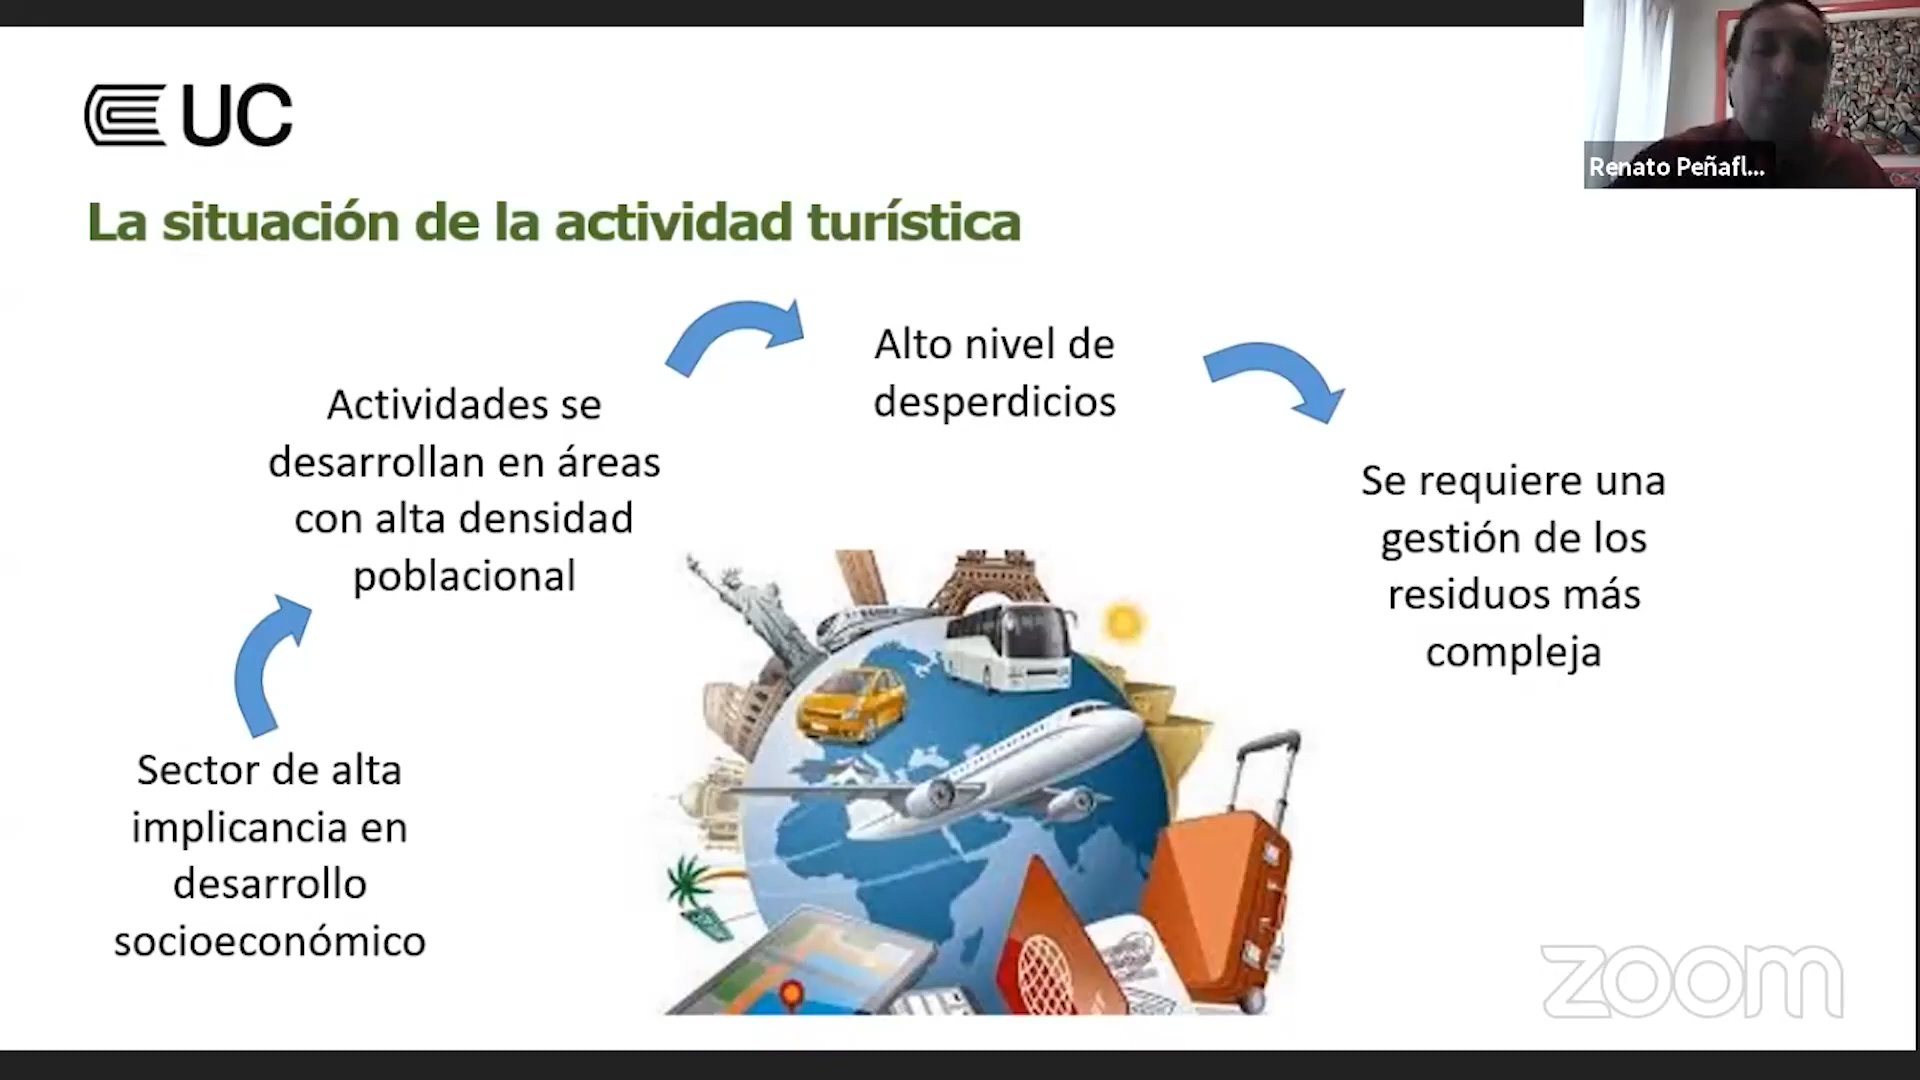 UC
Renato Peñafl...
La situación de la actividad turística
Sector de alta
implicancia en
desarrollo
socioeconómico
Actividades se
desarrollan en áreas
con alta densidad
poblacional
Alto nivel de
desperdicios
Se requiere una
gestión de los
residuos más
compleja
zoom